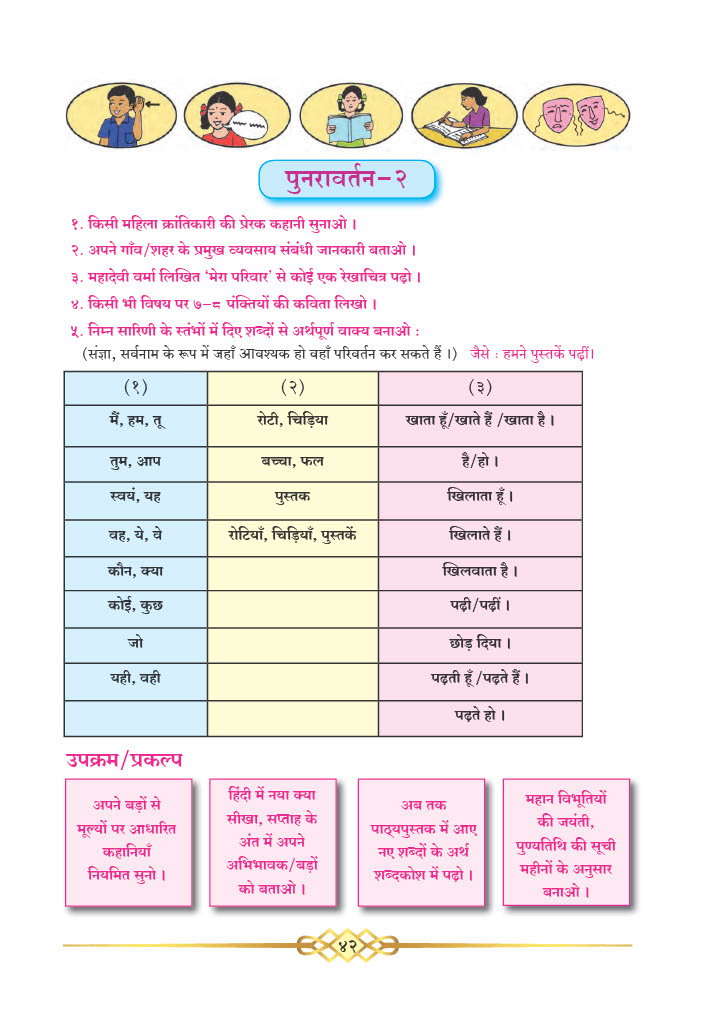 पुनरावर्तन-२
१. किसी महिला क्रांतिकारी की प्रेरक कहानी सुनाओ ।
२. अपने गाँव/शहर के प्रमुख व्यवसाय संबंधी जानकारी बताओ ।
३. महादेवी वर्मा लिखित ‘मेरा परिवार’ से कोई एक रेखाचित्र पढ़ो ।
४. किसी भी विषय पर ७-८ पंक्तियों की कविता लिखो ।
५. निम्न सारिणी के स्तंभों में दिए शब्दों से अर्थपूर्ण वाक्य बनाओ :
(संज्ञा, सर्वनाम के रूप में जहाँ आवश्यक हो वहाँ परिवर्तन कर सकते हैं ।) जैसे : हमने पुस्तकें पढ़ीं।
(१) (२) (३)
मैं, हम, तू रोटी, चिड़िया खाता हूँ/खाते हैं /खाता है ।
तुम, आप बच्चा, फल है/हो ।
स्वयं, यह पुस्तक खिलाता हूँ ।
वह, ये, वे रोटियाँ, चिड़ियाँ, पुस्तकें खिलाते हैं ।
कौन, क्या खिलवाता है ।
कोई, कुछ पढ़ी/पढ़ीं ।
जो छोड़ दिया ।
यही, वही पढ़ती हूँ /पढ़ते हैं ।
पढ़ते हो ।
उपक्रम/प्रकल्प
अपने बड़ों से
मूल्यों पर आधारित
कहानियाँ
नियमित सुनो ।
हिंदी में नया क्या
सीखा, सप्ताह के
अंत में अपने
अभिभावक/बड़ों
को बताओ ।
अब तक
पाठ्यपुस्तक में आए
नए शब्दों के अर्थ
शब्दकोश में पढ़ो ।
महान विभूतियों
की जयंती,
पुण्यतिथि की सूची
महीनों के अनुसार
बनाओ ।
४२